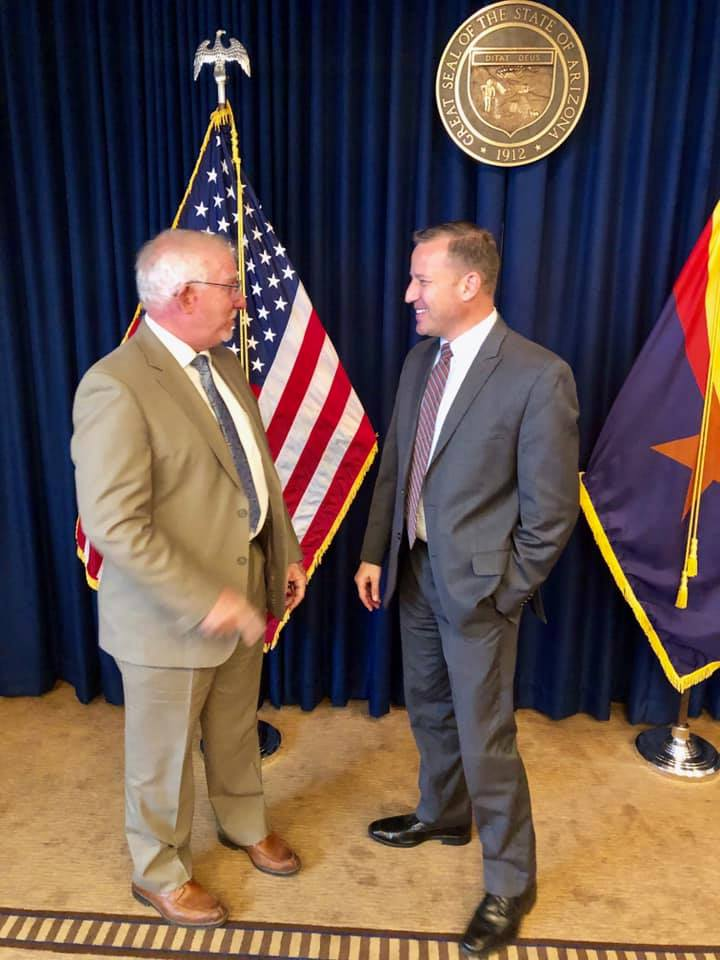 GREAT SEAL OF THE STATE OF ARIZONA
DITAT DEUS
1912